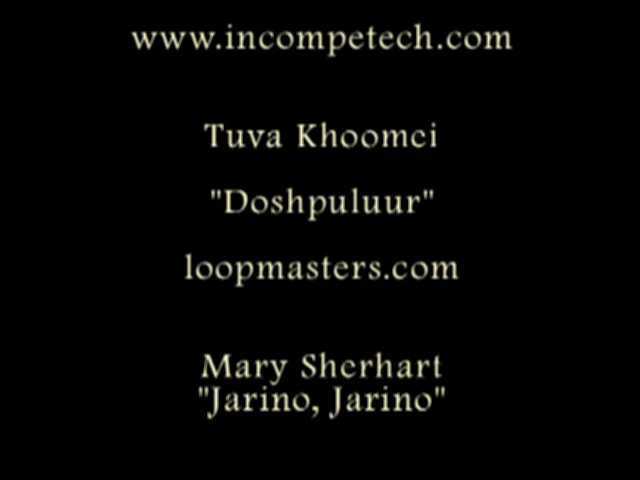 www.incompetech.com
Tuva Khoomei
"Doshpuluur"
loopmasters.com
Mary Sherhart
"Jarino, Jarino"